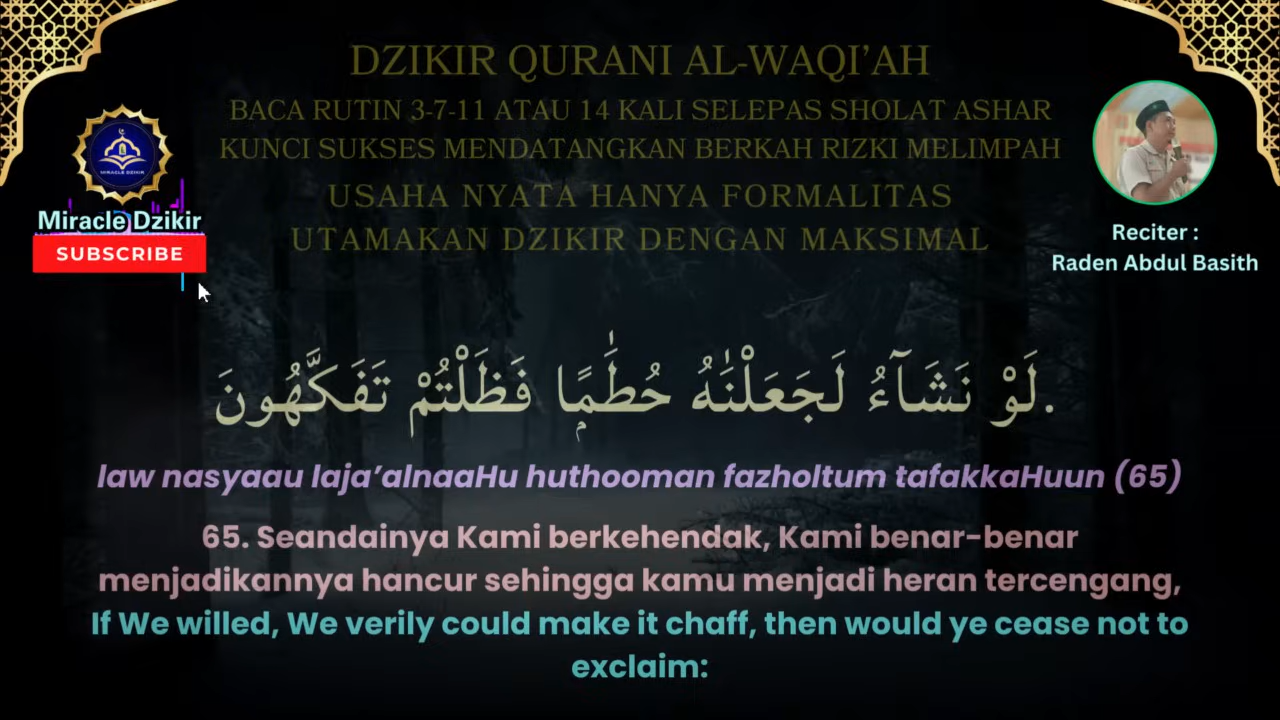 DZIKIR QURANI AL-WAQI'AH
BACA RUTIN 3-7-11 ATAU 14 KALI SELEPAS SHOLAT ASHAR
KUNCI SUKSES MENDATANGKAN BERKAH RIZKI MELIMPAH
USAHA NYATA HANYA FORMALITAS
UTAMAKAN DZIKIR DENGAN MAKSIMAL
MIRACLE DZIKIR
Miracle Dzikir
SUBSCRIBE
Reciter :
Raden Abdul Basith
لَوْ نَشَآءُ لَجَعَلْنَٰهُ حُطَٰمًۭا فَظَلْتُمْ تَفَكَّهُونَ.
law nasyaau laja’alnaaHu huthooman fazholtum tafakkaHuun (65)
65. Seandainya Kami berkehendak, Kami benar-benar
menjadikannya hancur sehingga kamu menjadi heran tercengang,
If We willed, We verily could make it chaff, then would ye cease not to
exclaim: